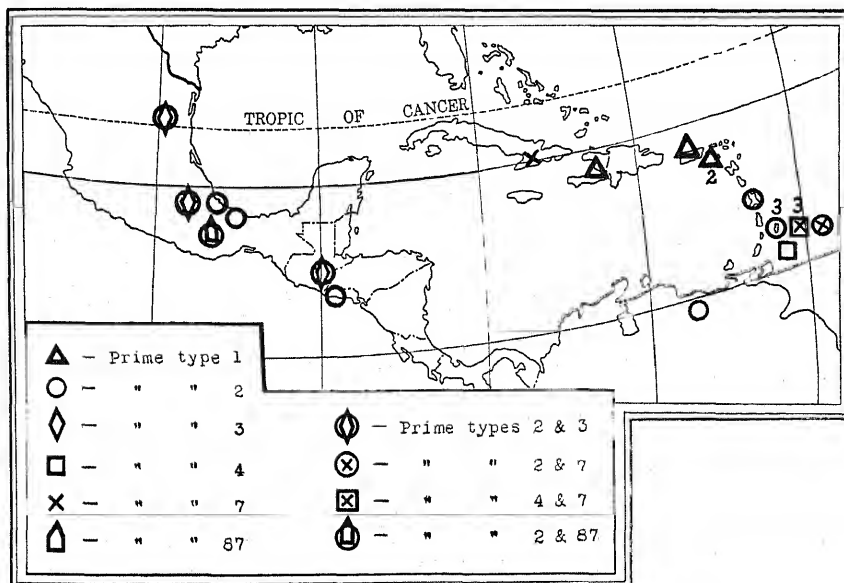 TROPIC OF CANCER
2
3 3
— Prime type 1
— " " 2
— " " 3
— " " 4
— " " 7
— " " 87
— Prime types 2 & 3
— " " 2 & 7
— " " 4 & 7
— " " 2 & 87